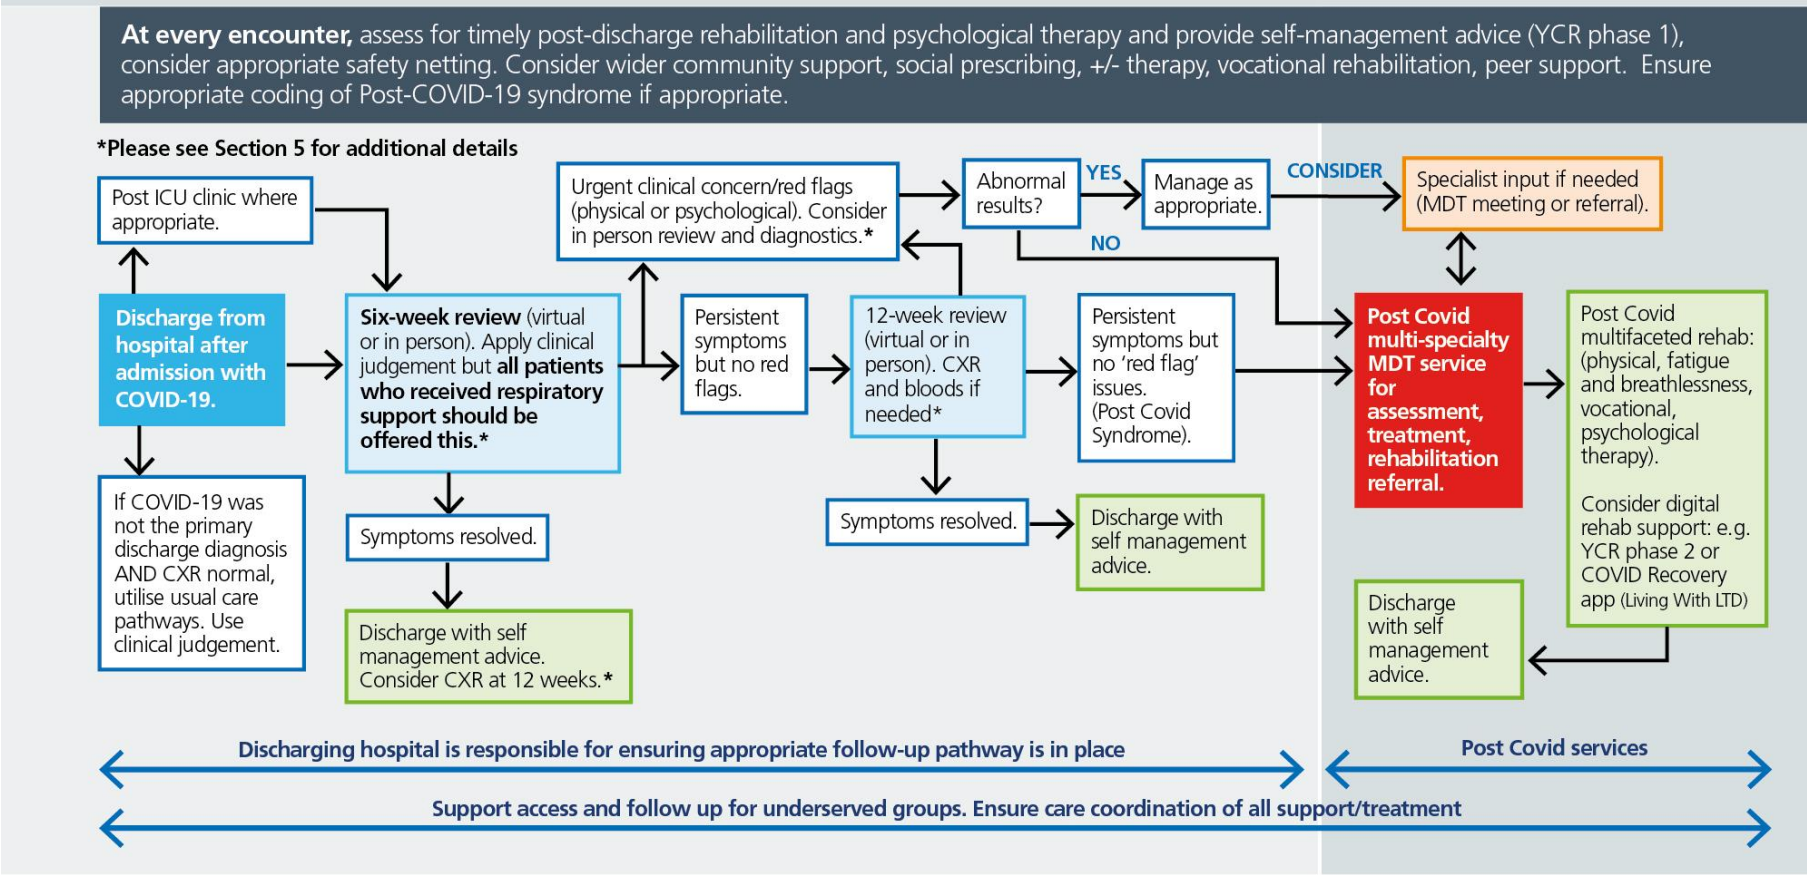 At every encounter, assess for timely post-discharge rehabilitation and psychological therapy and provide self-management advice (YCR phase 1),
consider appropriate safety netting. Consider wider community support, social prescribing, +/- therapy, vocational rehabilitation, peer support.  Ensure
appropriate coding of Post-COVID-19 syndrome if appropriate.
*Please see Section 5 for additional details
Post ICU clinic where
appropriate.
Discharge from
hospital after
admission with
COVID-19.
If COVID-19 was
not the primary
discharge diagnosis
AND CXR normal,
utilise usual care
pathways. Use
clinical judgement.
Six-week review (virtual
or in person). Apply clinical
judgement but all patients
who received respiratory
support should be
offered this.*
Symptoms resolved.
Discharge with self
management advice.
Consider CXR at 12 weeks.*
Urgent clinical concern/red flags
(physical or psychological). Consider
in person review and diagnostics.*
Persistent
symptoms
but no red
flags.
12-week review
(virtual or in
person). CXR
and bloods if
needed*
Symptoms resolved.
Discharge with
self management
advice.
Abnormal
results?
YES
NO
Manage as
appropriate.
CONSIDER
Specialist input if needed
(MDT meeting or referral).
Persistent
symptoms but
no ‘red flag’
issues.
(Post Covid
Syndrome).
Post Covid
multi-specialty
MDT service
for
assessment,
treatment,
rehabilitation
referral.
Post Covid
multifaceted rehab:
(physical, fatigue
and breathlessness,
vocational,
psychological
therapy).
Consider digital
rehab support: e.g.
YCR phase 2 or
COVID Recovery
app (Living With LTD)
Discharge
with self
management
advice.
Discharging hospital is responsible for ensuring appropriate follow-up pathway is in place
Post Covid services
Support access and follow up for underserved groups. Ensure care coordination of all support/treatment